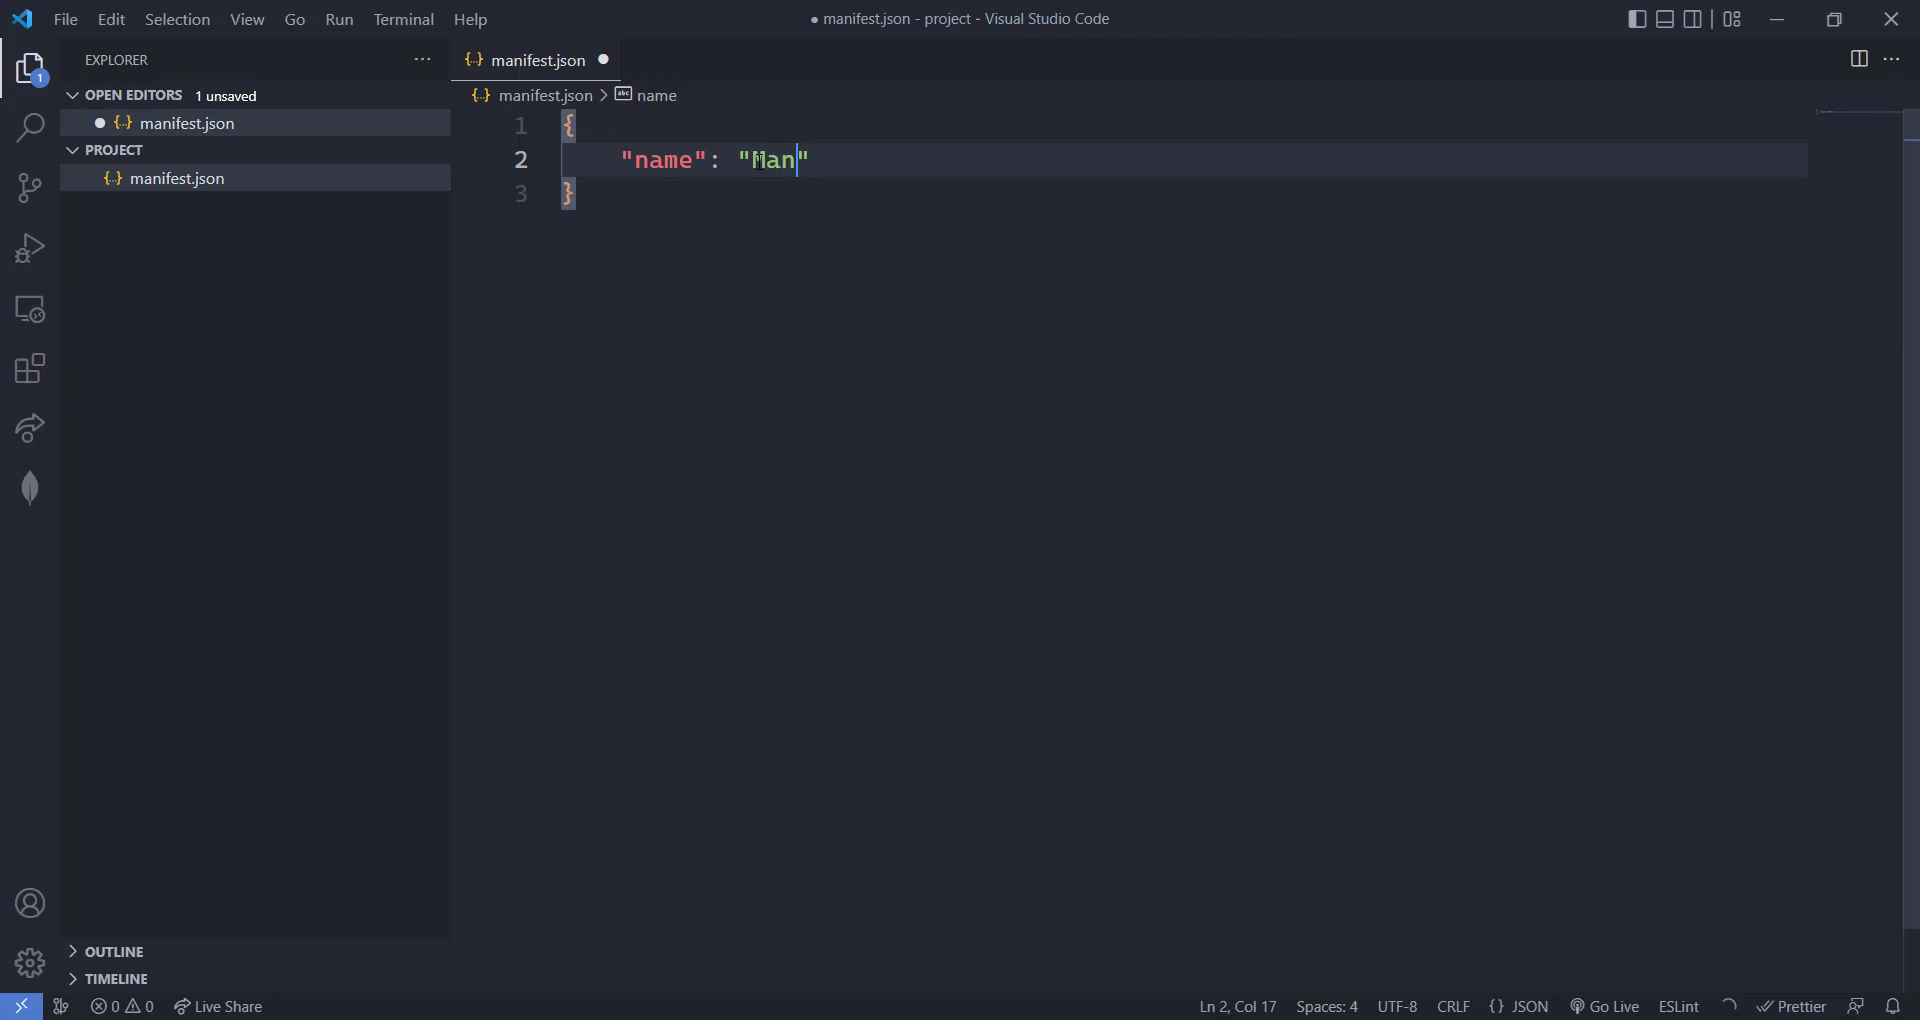 File Edit Selection View Go Run Terminal Help
● manifest.json - project - Visual Studio Code
EXPLORER
1
OPEN EDITORS 1 unsaved
{..} manifest.json
PROJECT
{..} manifest.json
{..} manifest.json
{..} manifest.json > abc name
1 {
2 "name": "Man"
3 }
OUTLINE
TIMELINE
0 0 Live Share
Ln 2, Col 17 Spaces: 4 UTF-8 CRLF {} JSON Go Live ESLint Prettier